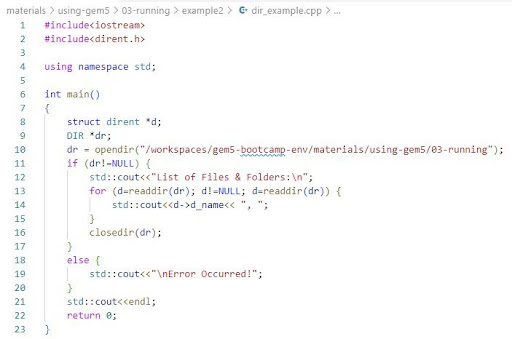 materials > using-gem5 > 03-running > example2 > dir_example.cpp > ...
1 #include<iostream>
2 #include<dirent.h>
3
4 using namespace std;
5
6 int main()
7 {
8     struct dirent *d;
9     DIR *dr;
10     dr = opendir("/workspaces/gem5-bootcamp-env/materials/using-gem5/03-running");
11     if (dr!=NULL) {
12         std::cout<<"List of Files & Folders:\n";
13         for (d=readdir(dr); d!=NULL; d=readdir(dr)) {
14             std::cout<<d->d_name<< ", ";
15         }
16         closedir(dr);
17     }
18     else {
19         std::cout<<"\nError Occurred!";
20     }
21     std::cout<<endl;
22     return 0;
23 }